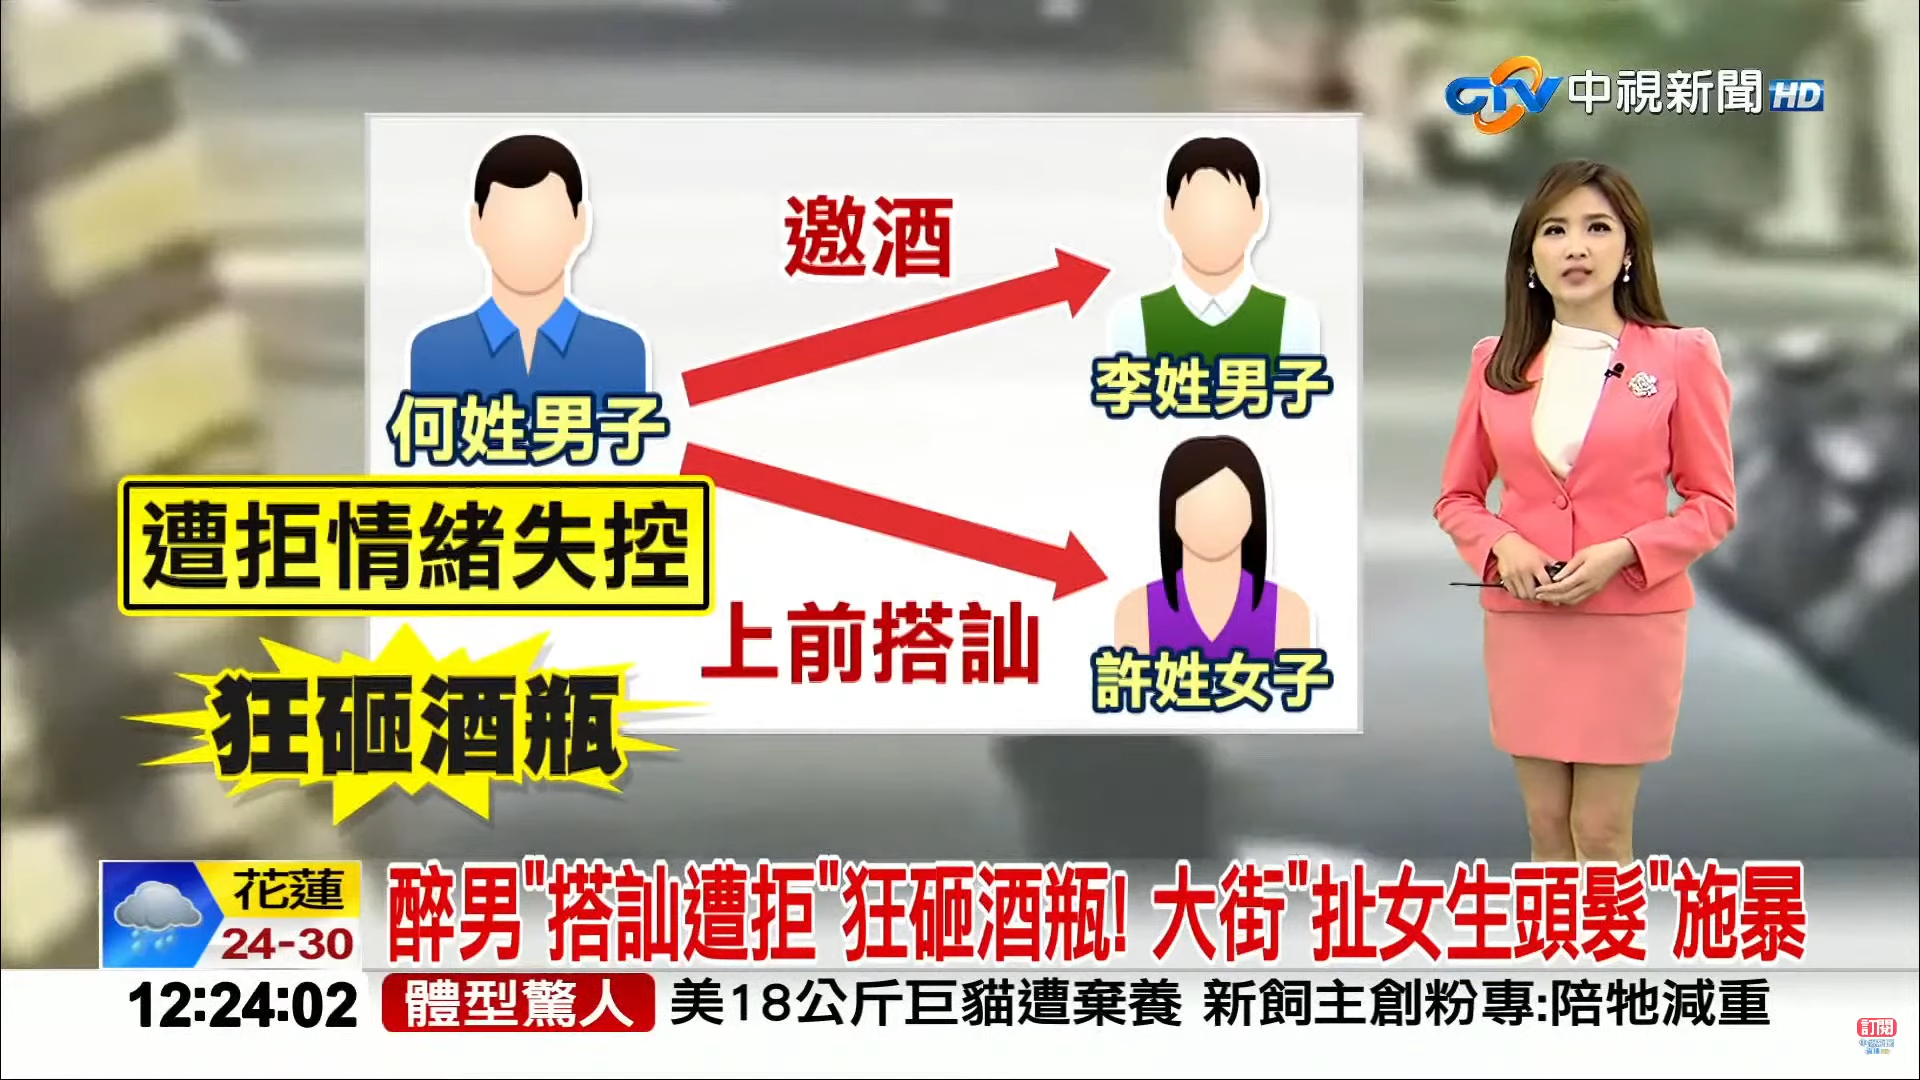 CTV 中視新聞 HD
邀酒
何姓男子
李姓男子
遭拒情緒失控
狂砸酒瓶
上前搭訕
許姓女子
花蓮
24-30
醉男"搭訕遭拒"狂砸酒瓶! 大街"扯女生頭髮"施暴
12:24:02
體型驚人
美18公斤巨貓遭棄養 新飼主創粉專:陪牠減重
訂閱